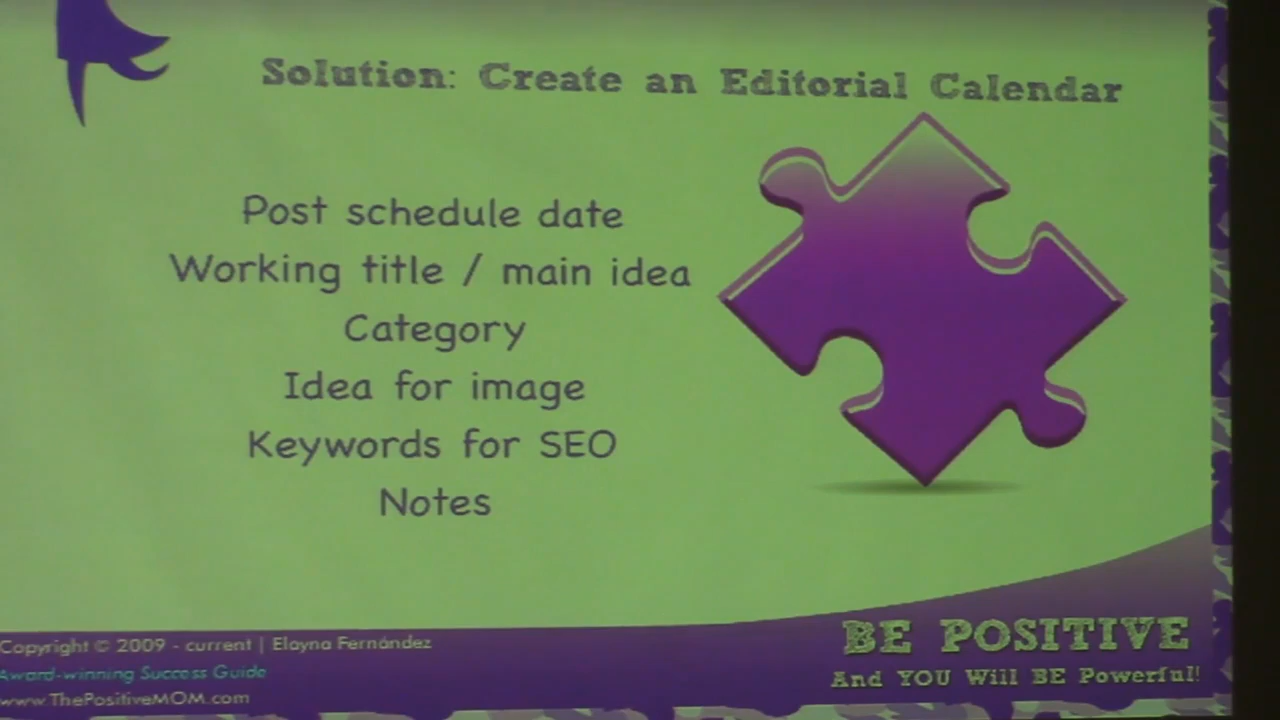 Solution: Create an Editorial Calendar
Post schedule date
Working title / main idea
Category
Idea for image
Keywords for SEO
Notes
Copyright © 2009 - current | Elayna Fernández
Award-winning Success Guide
www.ThePositiveMOM.com
BE POSITIVE
And YOU Will BE Powerful!